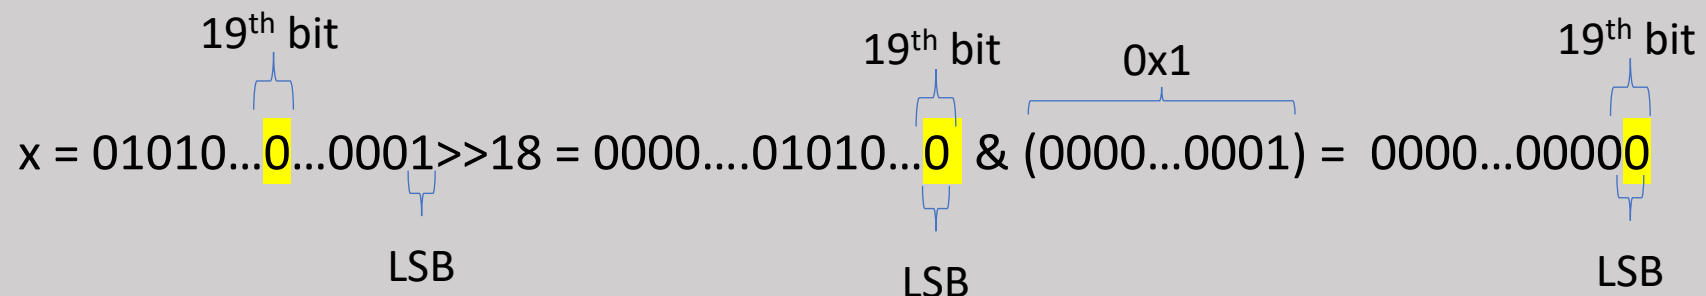 19th bit
19th bit
0x1
19th bit
x = 01010...0...0001>>18 = 0000....01010...0 & (0000...0001) = 0000...00000
LSB
LSB
LSB